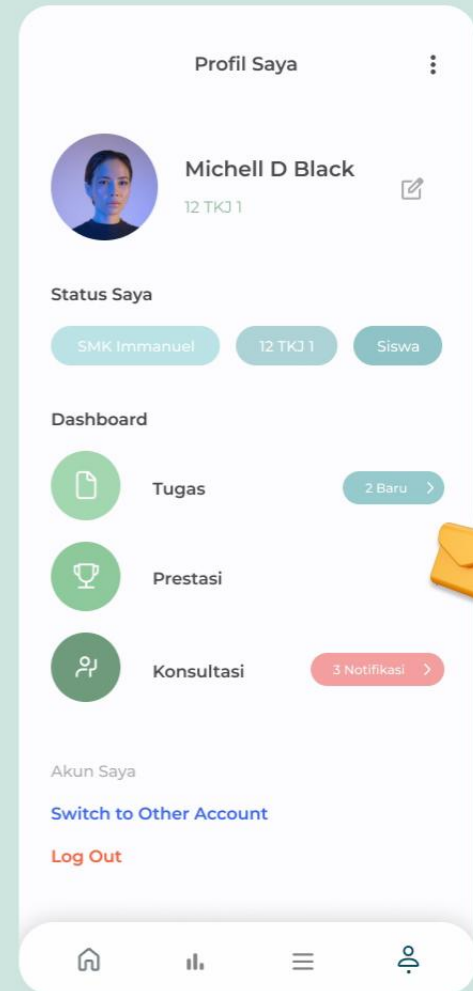 Profil Saya
Michell D Black
12 TKJ 1
Status Saya
SMK Immanuel
12 TKJ 1
Siswa
Dashboard
Tugas
2 Baru
Prestasi
Konsultasi
3 Notifikasi
Akun Saya
Switch to Other Account
Log Out